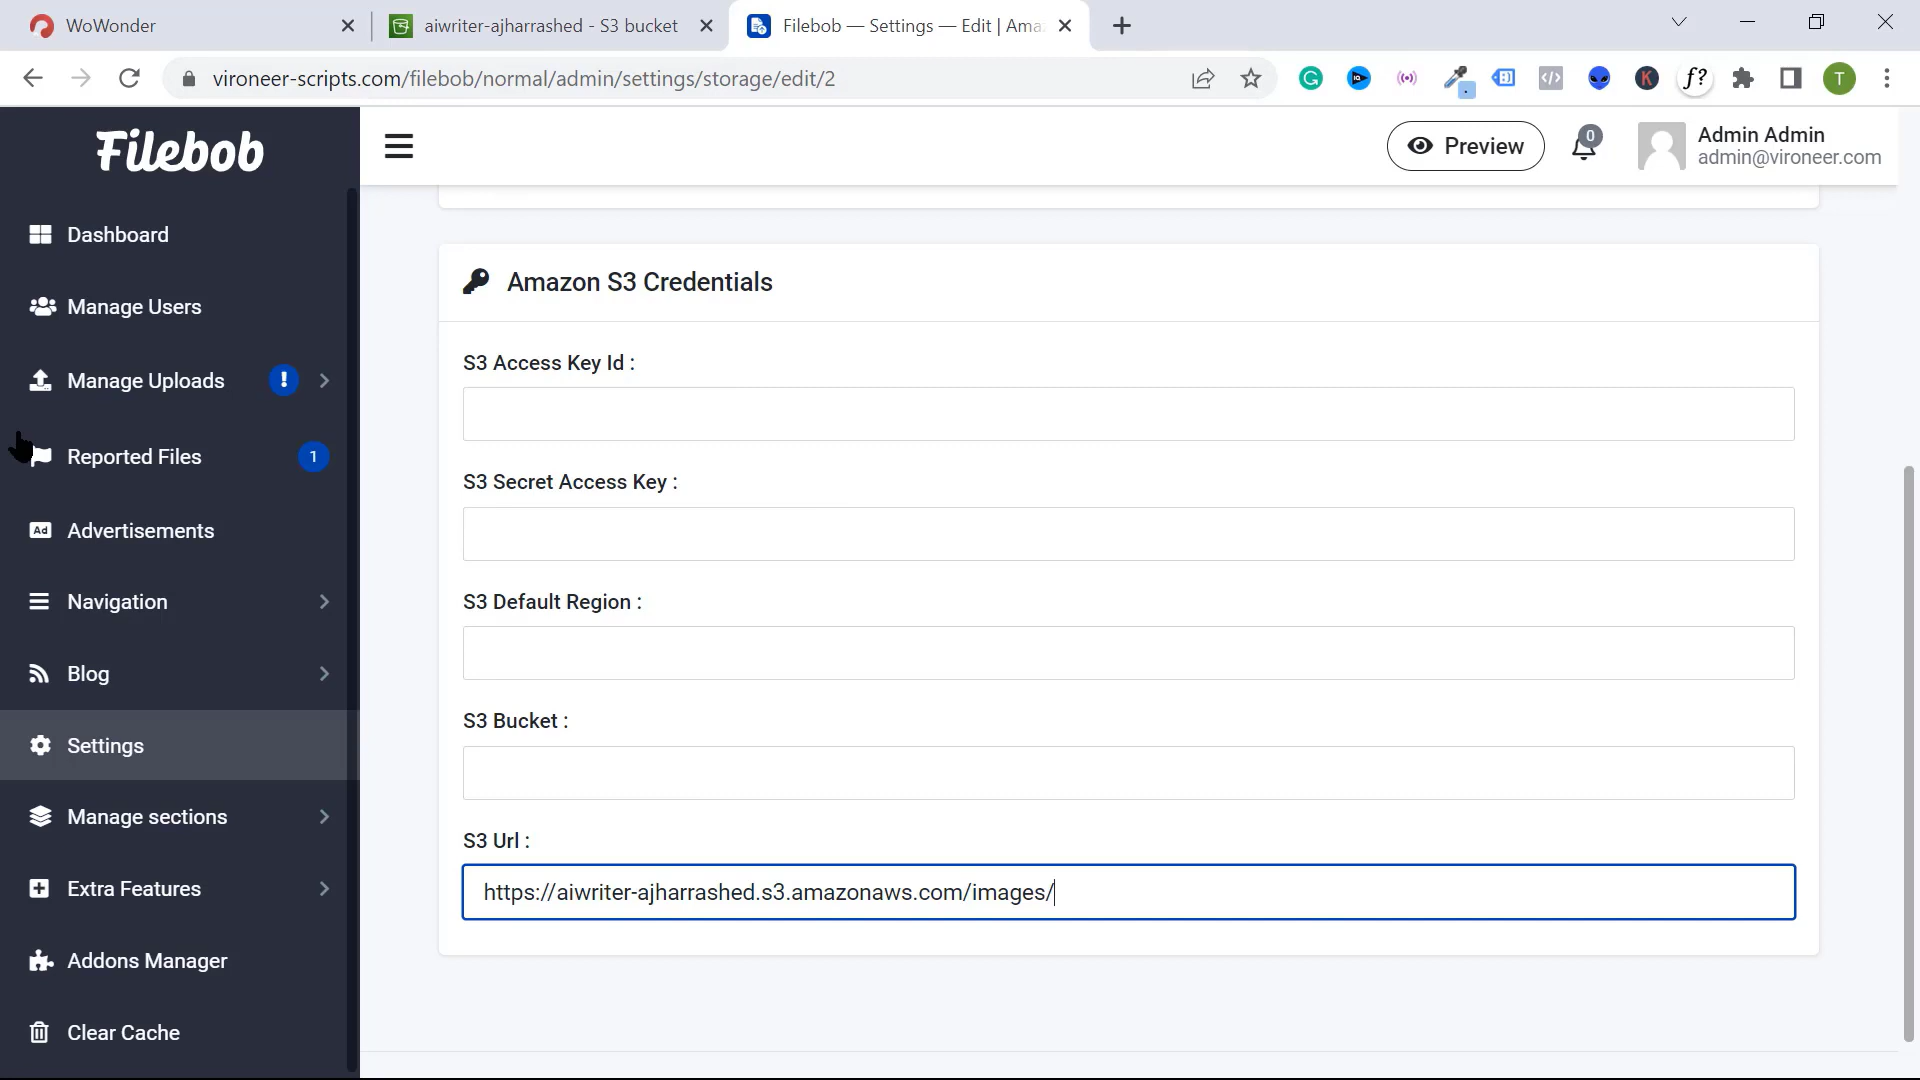 WoWonder
aiwriter-ajharrashed - S3 bucket
Filebob — Settings — Edit | Ama
vironeer-scripts.com/filebob/normal/admin/settings/storage/edit/2
f?
K
T
Filebob
Preview
0
Admin Admin
admin@vironeer.com
Dashboard
Manage Users
Manage Uploads !
Reported Files 1
Ad Advertisements
Navigation
Blog
Settings
Manage sections
Extra Features
Addons Manager
Clear Cache
Amazon S3 Credentials
S3 Access Key Id :
S3 Secret Access Key :
S3 Default Region :
S3 Bucket :
S3 Url :
https://aiwriter-ajharrashed.s3.amazonaws.com/images/